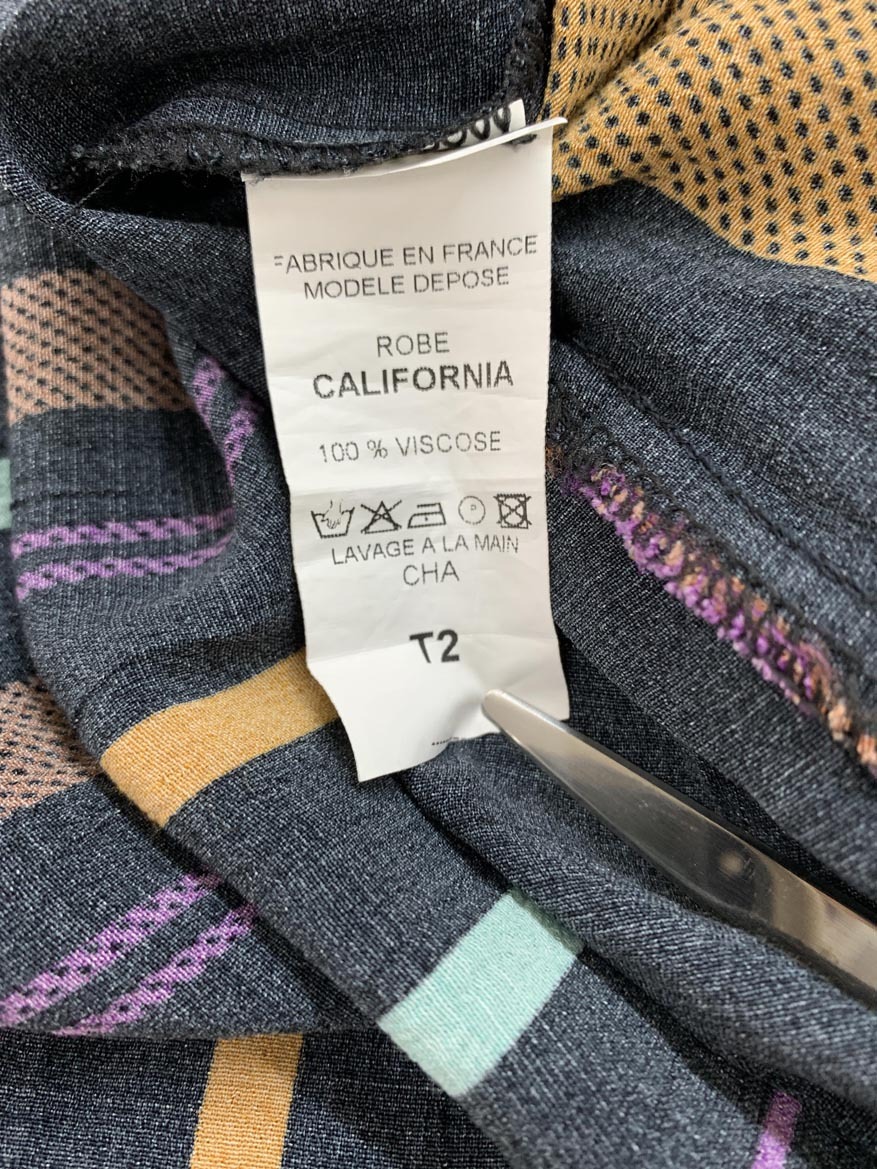 FABRIQUE EN FRANCE
MODELE DEPOSE
ROBE
CALIFORNIA
100 % VISCOSE
LAVAGE A LA MAIN
CHA
T2